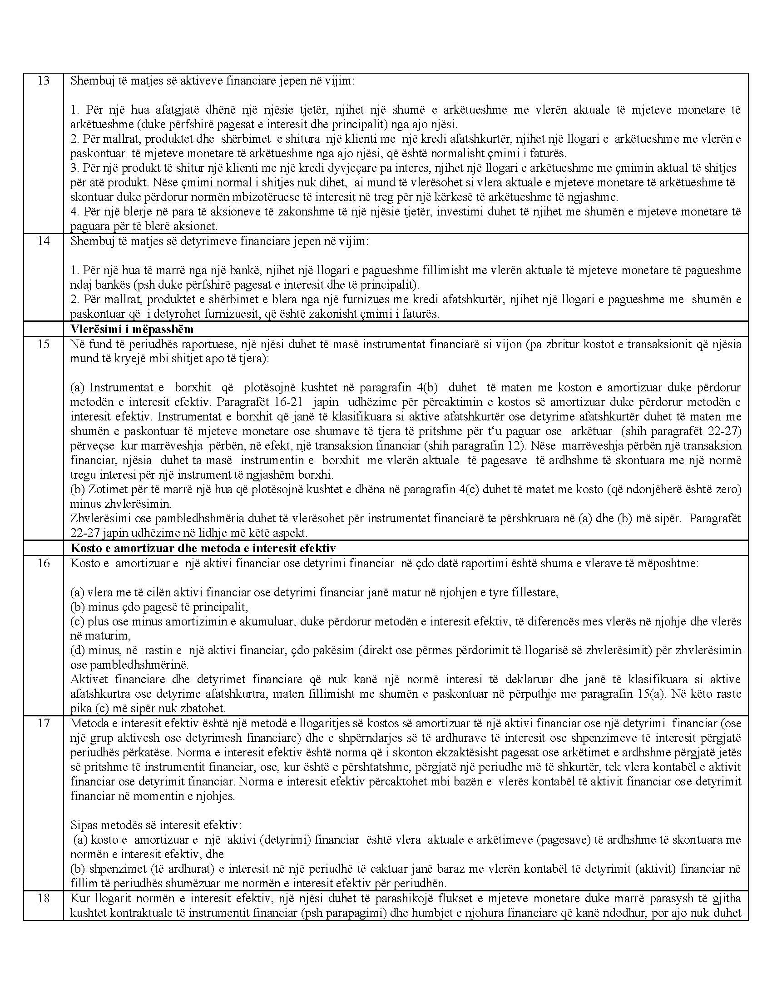 13 Shembuj të matjes së aktiveve financiare jepen në vijim:
1. Për një hua afatgjatë dhënë një njësie tjetër, njihet një shumë e arkëtueshme me vlerën aktuale të mjeteve monetare të
arkëtueshme (duke përfshirë pagesat e interesit dhe principalit) nga ajo njësi.
2. Për mallrat, produktet dhe shërbimet e shitura një klienti me një kredi afatshkurtër, njihet një llogari e arkëtueshme me vlerën e
paskontuar të mjeteve monetare të arkëtueshme nga ajo njësi, që është normalisht çmimi i faturës.
3. Për një produkt të shitur një klienti me një kredi dyvjeçare pa interes, njihet një llogari e arkëtueshme me çmimin aktual të shitjes
për atë produkt. Nëse çmimi normal i shitjes nuk dihet, ai mund të vlerësohet si vlera aktuale e mjeteve monetare të arkëtueshme të
skontuar duke përdorur normën mbizotëruese të interesit në treg për një kërkesë të arkëtueshme të ngjashme.
4. Për një blerje në para të aksioneve të zakonshme të një njësie tjetër, investimi duhet të njihet me shumën e mjeteve monetare të
paguara për të blerë aksionet.
14 Shembuj të matjes së detyrimeve financiare jepen në vijim:
1. Për një hua të marrë nga një bankë, njihet një llogari e pagueshme fillimisht me vlerën aktuale të mjeteve monetare të pagueshme
ndaj bankës (psh duke përfshirë pagesat e interesit dhe të principalit).
2. Për mallrat, produktet e shërbimet e blera nga një furnizues me kredi afatshkurtër, njihet një llogari e pagueshme me shumën e
paskontuar që i detyrohet furnizuesit, që është zakonisht çmimi i faturës.
Vlerësimi i mëpasshëm
15 Në fund të periudhës raportuese, një njësi duhet të masë instrumentat financiarë si vijon (pa zbritur kostot e transaksionit që njësia
mund të kryejë mbi shitjet apo të tjera):
(a) Instrumentat e borxhit që plotësojnë kushtet në paragrafin 4(b) duhet të maten me koston e amortizuar duke përdorur
metodën e interesit efektiv. Paragrafët 16-21 japin udhëzime për përcaktimin e kostos së amortizuar duke përdorur metodën e
interesit efektiv. Instrumentat e borxhit që janë të klasifikuara si aktive afatshkurtër ose detyrime afatshkurtër duhet të maten me
shumën e paskontuar të mjeteve monetare ose shumave të tjera të pritshme për t‘u paguar ose arkëtuar (shih paragrafët 22-27)
përveçse kur marrëveshja përbën, në efekt, një transaksion financiar (shih paragrafin 12). Nëse marrëveshja përbën një transaksion
financiar, njësia duhet ta masë instrumentin e borxhit me vlerën aktuale të pagesave të ardhshme të skontuara me një normë
tregu interesi për një instrument të ngjashëm borxhi.
(b) Zotimet për të marrë një hua që plotësojnë kushtet e dhëna në paragrafin 4(c) duhet të matet me kosto (që ndonjëherë është zero)
minus zhvlerësimin.
Zhvlerësimi ose pambledhshmëria duhet të vlerësohet për instrumentet financiarë te përshkruara në (a) dhe (b) më sipër. Paragrafët
22-27 japin udhëzime në lidhje më këtë aspekt.
Kosto e amortizuar dhe metoda e interesit efektiv
16 Kosto e amortizuar e një aktivi financiar ose detyrimi financiar në çdo datë raportimi është shuma e vlerave të mëposhtme:
(a) vlera me të cilën aktivi financiar ose detyrimi financiar janë matur në njohjen e tyre fillestare,
(b) minus çdo pagesë të principalit,
(c) plus ose minus amortizimin e akumuluar, duke përdorur metodën e interesit efektiv, të diferencës mes vlerës në njohje dhe vlerës
në maturim,
(d) minus, në rastin e një aktivi financiar, çdo pakësim (direkt ose përmes përdorimit të llogarisë së zhvlerësimit) për zhvlerësimin
ose pambledhshmërinë.
Aktivet financiare dhe detyrimet financiare që nuk kanë një normë interesi të deklaruar dhe janë të klasifikuara si aktive
afatshkurtra ose detyrime afatshkurtra, maten fillimisht me shumën e paskontuar në përputhje me paragrafin 15(a). Në këto raste
pika (c) më sipër nuk zbatohet.
17 Metoda e interesit efektiv është një metodë e llogaritjes së kostos së amortizuar të një aktivi financiar ose një detyrimi financiar (ose
një grup aktivesh ose detyrimesh financiare) dhe e shpërndarjes së të ardhurave të interesit ose shpenzimeve të interesit përgjatë
periudhës përkatëse. Norma e interesit efektiv është norma që i skonton ekzaktësisht pagesat ose arkëtimet e ardhshme përgjatë jetës
së pritshme të instrumentit financiar, ose, kur është e përshtatshme, përgjatë një periudhe më të shkurtër, tek vlera kontabël e aktivit
financiar ose detyrimit financiar. Norma e interesit efektiv përcaktohet mbi bazën e vlerës kontabël të aktivit financiar ose detyrimit
financiar në momentin e njohjes.
Sipas metodës së interesit efektiv:
(a) kosto e amortizuar e një aktivi (detyrimi) financiar është vlera aktuale e arkëtimeve (pagesave) të ardhshme të skontuara me
normën e interesit efektiv, dhe
(b) shpenzimet (të ardhurat) e interesit në një periudhë të caktuar janë baraz me vlerën kontabël të detyrimit (aktivit) financiar në
fillim të periudhës shumëzuar me normën e interesit efektiv për periudhën.
18 Kur llogarit normën e interesit efektiv, një njësi duhet të parashikojë flukset e mjeteve monetare duke marrë parasysh të gjitha
kushtet kontraktuale të instrumentit financiar (psh parapagimi) dhe humbjet e njohura financiare që kanë ndodhur, por ajo nuk duhet